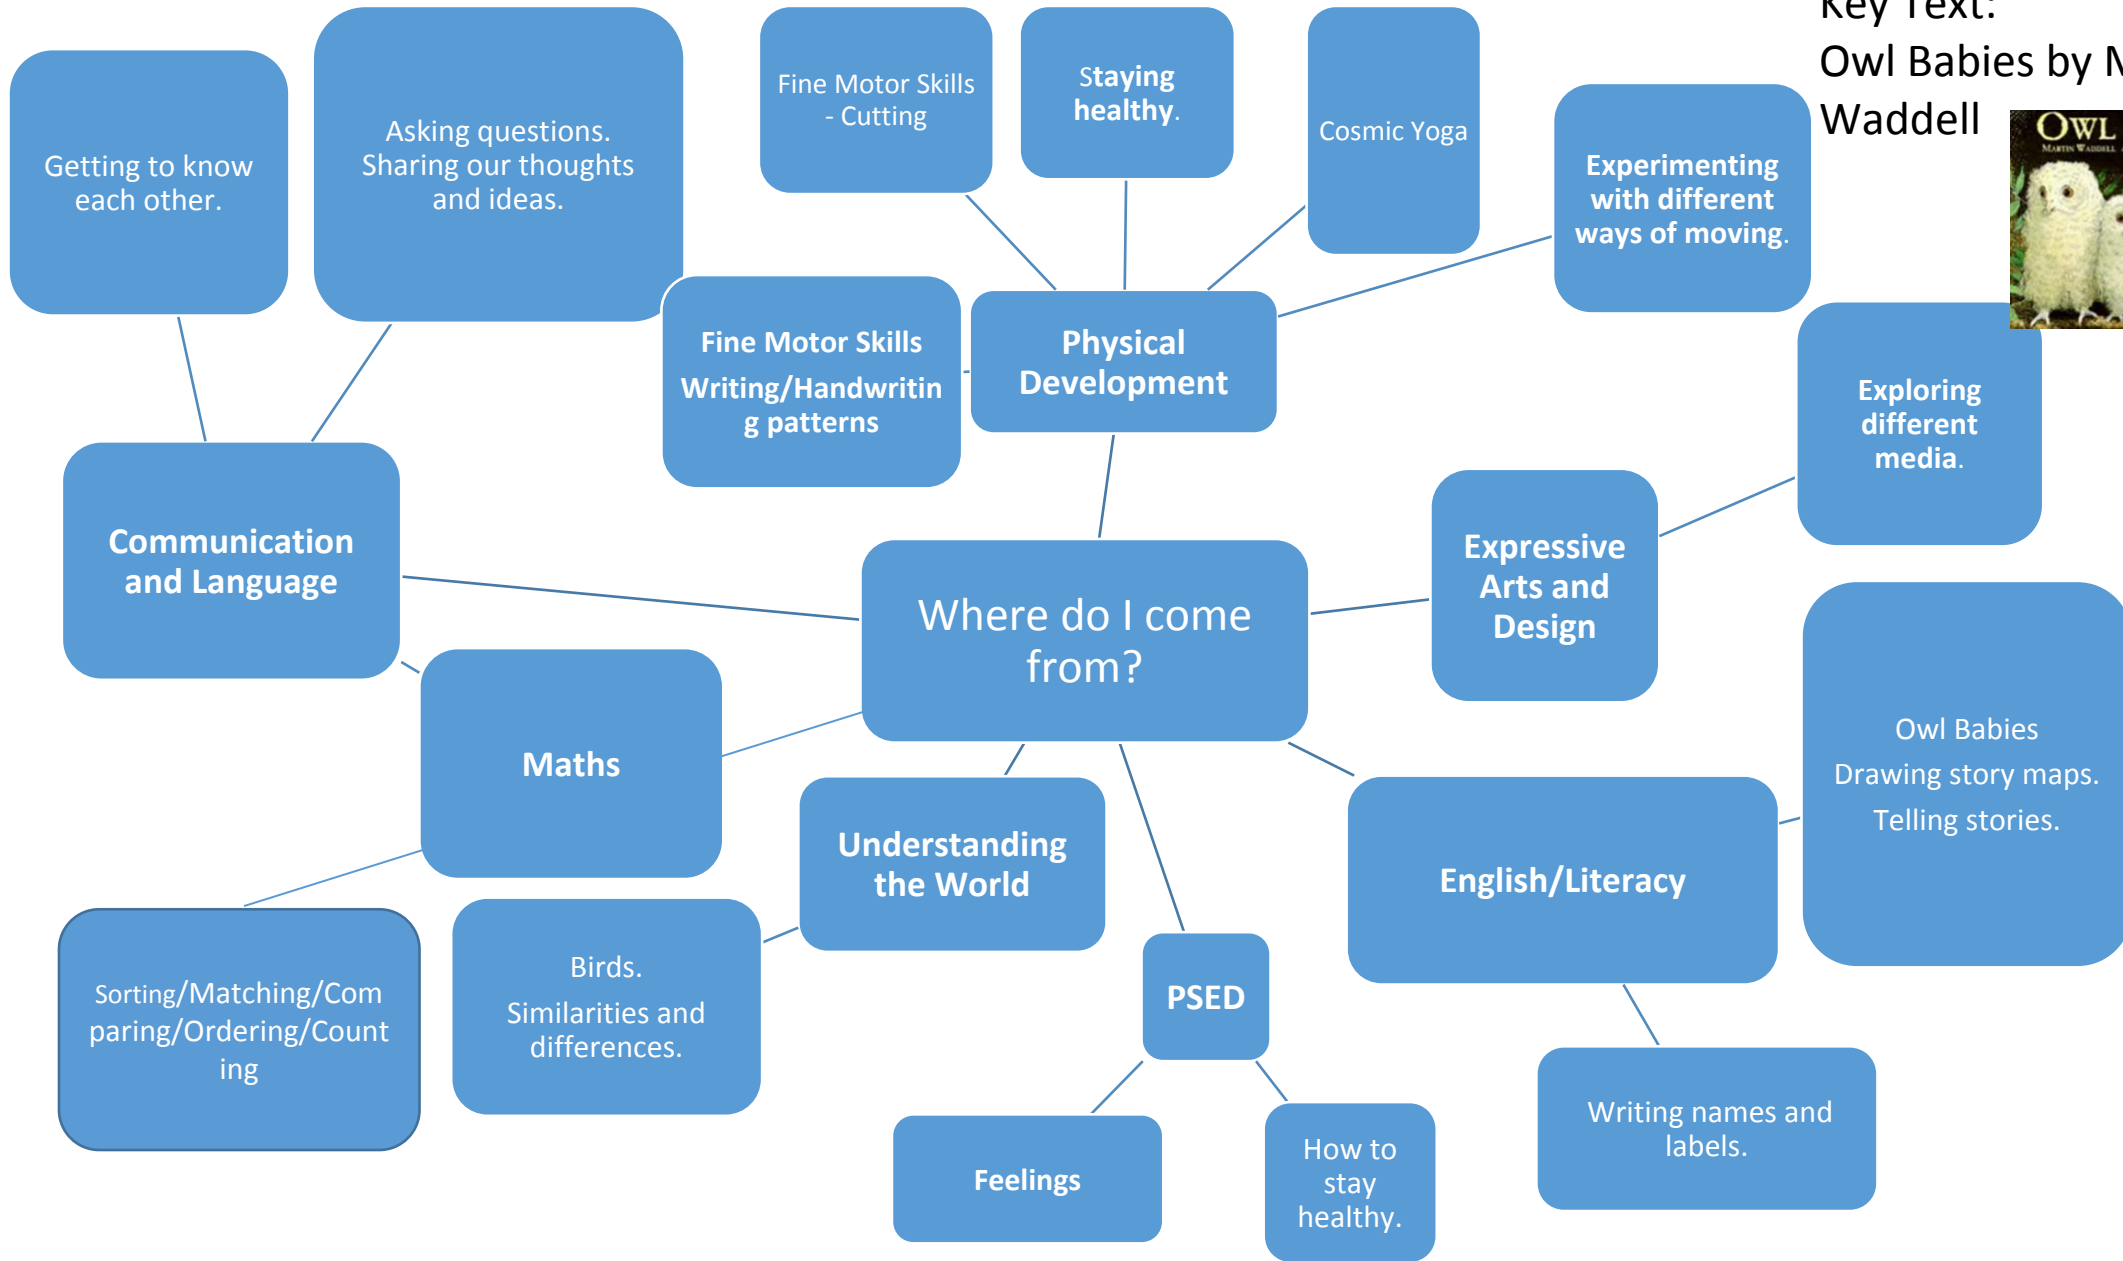 Key Text:
Owl Babies by M
Waddell
OWL
MARTIN WADDELL
Getting to know
each other.
Asking questions.
Sharing our thoughts
and ideas.
Fine Motor Skills
- Cutting
Staying
healthy.
Cosmic Yoga
Experimenting
with different
ways of moving.
Fine Motor Skills
Writing/Handwritin
g patterns
Physical
Development
Exploring
different
media.
Communication
and Language
Expressive
Arts and
Design
Where do I come
from?
Maths
Owl Babies
Drawing story maps.
Telling stories.
Understanding
the World
English/Literacy
Sorting/Matching/Com
paring/Ordering/Count
ing
Birds.
Similarities and
differences.
PSED
Feelings
How to
stay
healthy.
Writing names and
labels.